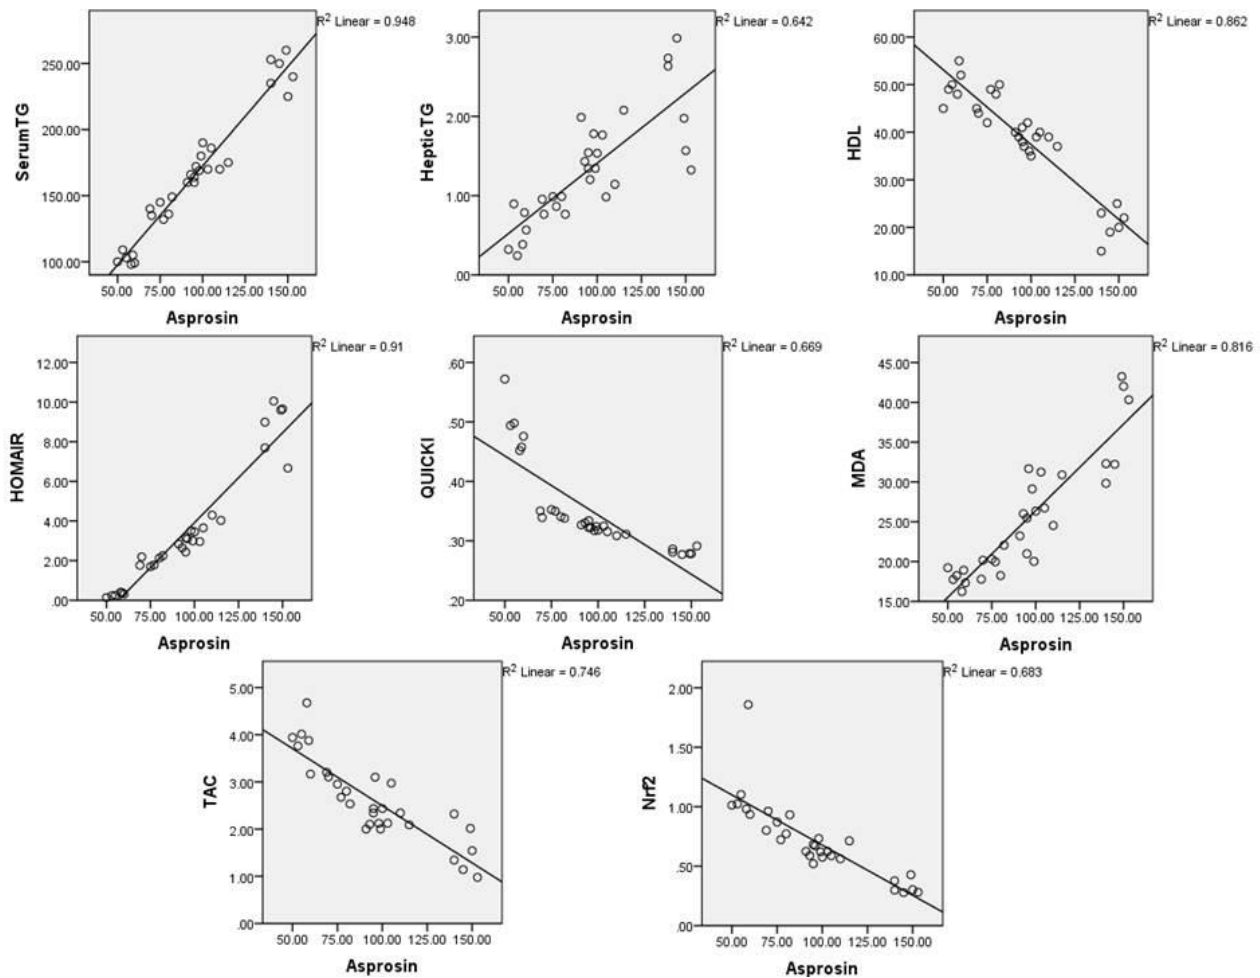 R² Linear = 0.948
SerumTG
250.00
200.00
150.00
100.00
50.00 75.00 100.00 125.00 150.00
Asprosin
R² Linear = 0.642
HepticTG
3.00
2.00
1.00
.00
50.00 75.00 100.00 125.00 150.00
Asprosin
R² Linear = 0.862
HDL
60.00
50.00
40.00
30.00
20.00
10.00
50.00 75.00 100.00 125.00 150.00
Asprosin
R² Linear = 0.91
HOMAIR
12.00
10.00
8.00
6.00
4.00
2.00
.00
50.00 75.00 100.00 125.00 150.00
Asprosin
R² Linear = 0.669
QUICKI
.60
.50
.40
.30
.20
50.00 75.00 100.00 125.00 150.00
Asprosin
R² Linear = 0.816
MDA
45.00
40.00
35.00
30.00
25.00
20.00
15.00
50.00 75.00 100.00 125.00 150.00
Asprosin
R² Linear = 0.746
TAC
5.00
4.00
3.00
2.00
1.00
.00
50.00 75.00 100.00 125.00 150.00
Asprosin
R² Linear = 0.683
Nrf2
2.00
1.50
1.00
.50
.00
50.00 75.00 100.00 125.00 150.00
Asprosin